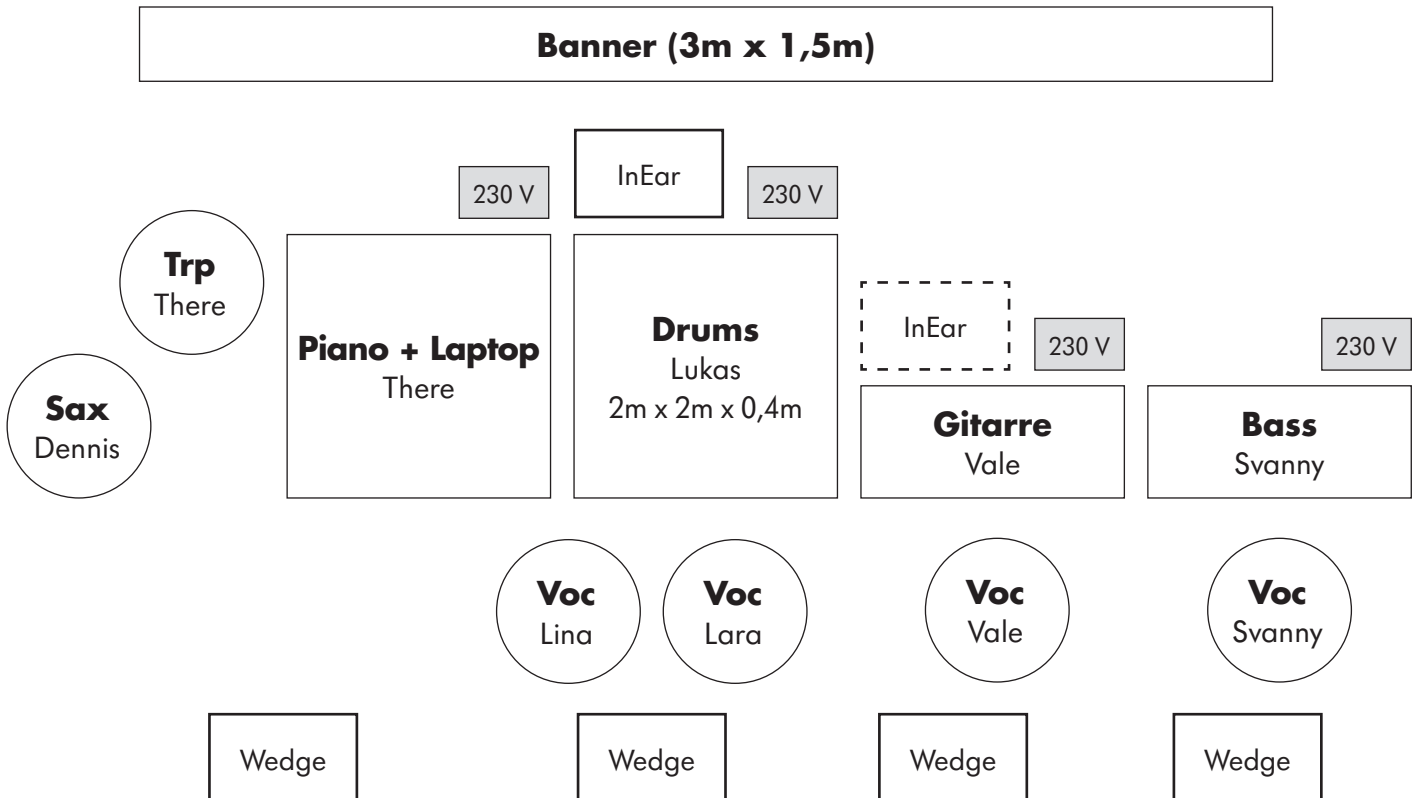 Banner (3m x 1,5m)
InEar
230 V
230 V
Trp
There
Piano + Laptop
There
Drums
Lukas
2m x 2m x 0,4m
InEar
230 V
230 V
Sax
Dennis
Gitarre
Vale
Bass
Svanny
Voc
Lina
Voc
Lara
Voc
Vale
Voc
Svanny
Wedge
Wedge
Wedge
Wedge